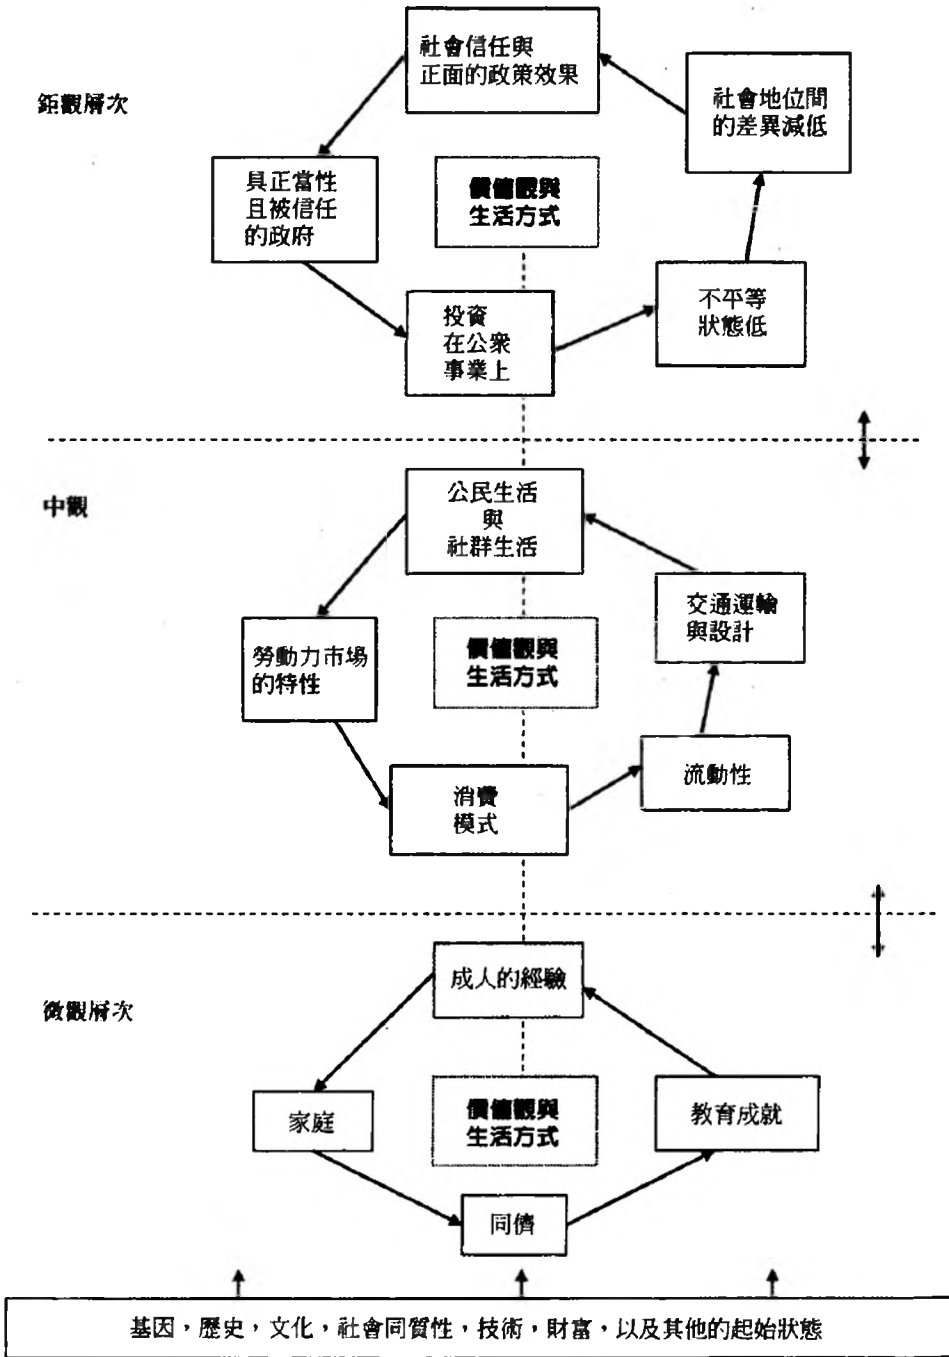 社會信任與
正面的政策效果
鉅觀層次
社會地位間
的差異減低
具正當性
且被信任
的政府
價值觀與
生活方式
投資
在公眾
事業上
不平等
狀態低
中觀
公民生活
與
社群生活
交通運輸
與設計
勞動力市場
的特性
價值觀與
生活方式
消費
模式
流動性
微觀層次
成人的經驗
家庭
價值觀與
生活方式
教育成就
同儕
基因，歷史，文化，社會同質性，技術，財富，以及其他的起始狀態